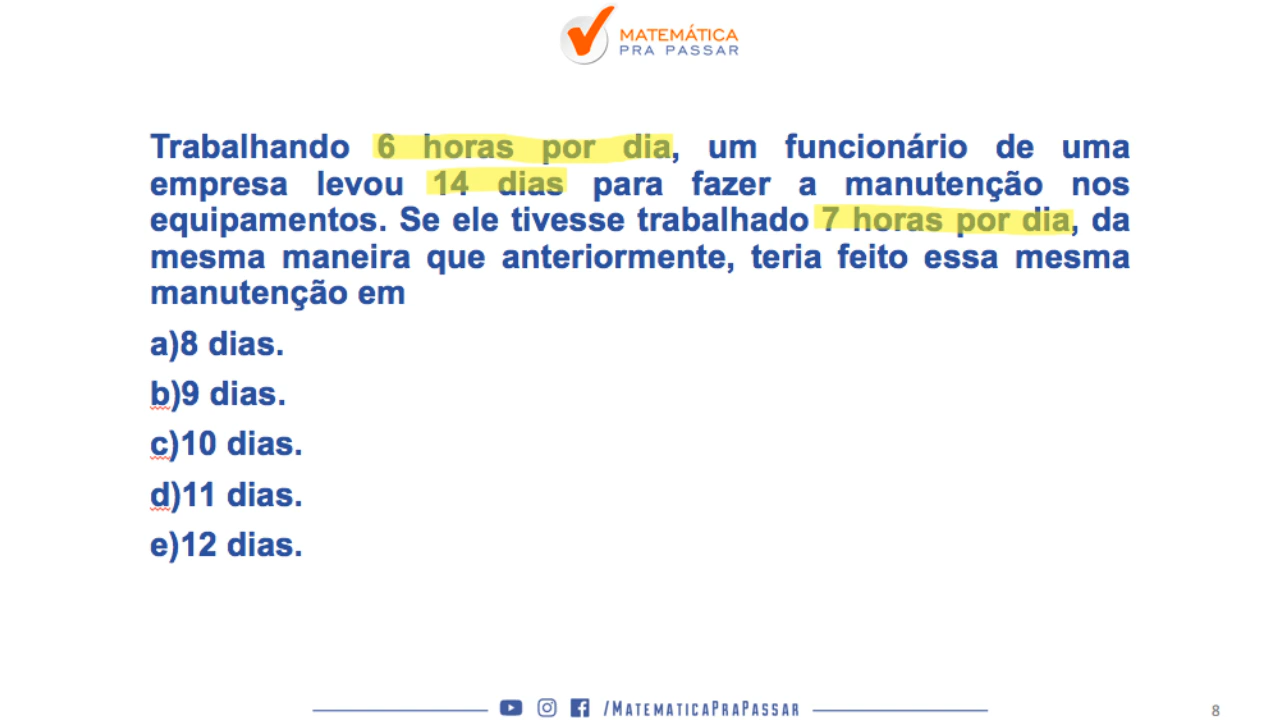 MATEMÁTICA
PRA PASSAR
Trabalhando 6 horas por dia, um funcionário de uma
empresa levou 14 dias para fazer a manutenção nos
equipamentos. Se ele tivesse trabalhado 7 horas por dia, da
mesma maneira que anteriormente, teria feito essa mesma
manutenção em
a)8 dias.
b)9 dias.
c)10 dias.
d)11 dias.
e)12 dias.
/MATEMATICAPRAPASSAR
8